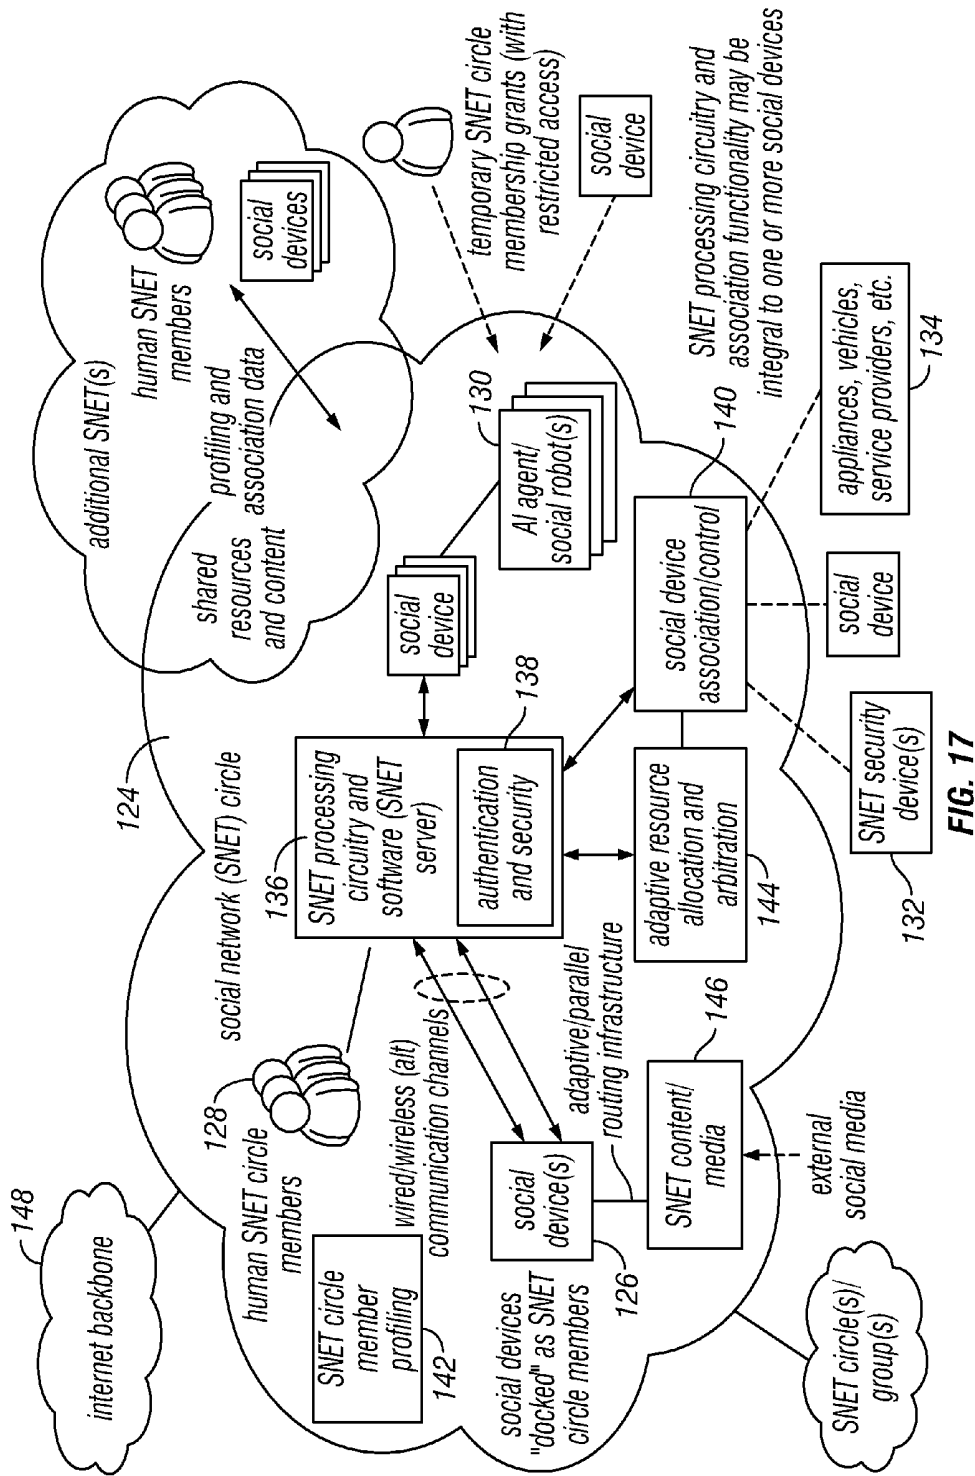 148
internet backbone
124
social network (SNET) circle
additional SNET(s)
human SNET
members
social
devices
profiling and
association data
shared
resources
and content
temporary SNET circle
membership grants (with
restricted access)
social
device
128
human SNET circle
members
SNET circle
member
profiling
142
wired/wireless (alt)
communication channels
136
SNET processing
circuitry and
software (SNET
server)
authentication
and security
138
social
device
130
AI agent/
social robot(s)
SNET processing circuitry and
association functionality may be
integral to one or more social devices
social devices
"docked" as SNET
circle members
social
device(s)
126
adaptive/parallel
routing infrastructure
SNET content/
media
146
external
social media
adaptive resource
allocation and
arbitration
144
social device
association/control
140
appliances, vehicles,
service providers, etc.
134
social
device
SNET security
device(s)
132
SNET circle(s)/
group(s)
FIG. 17